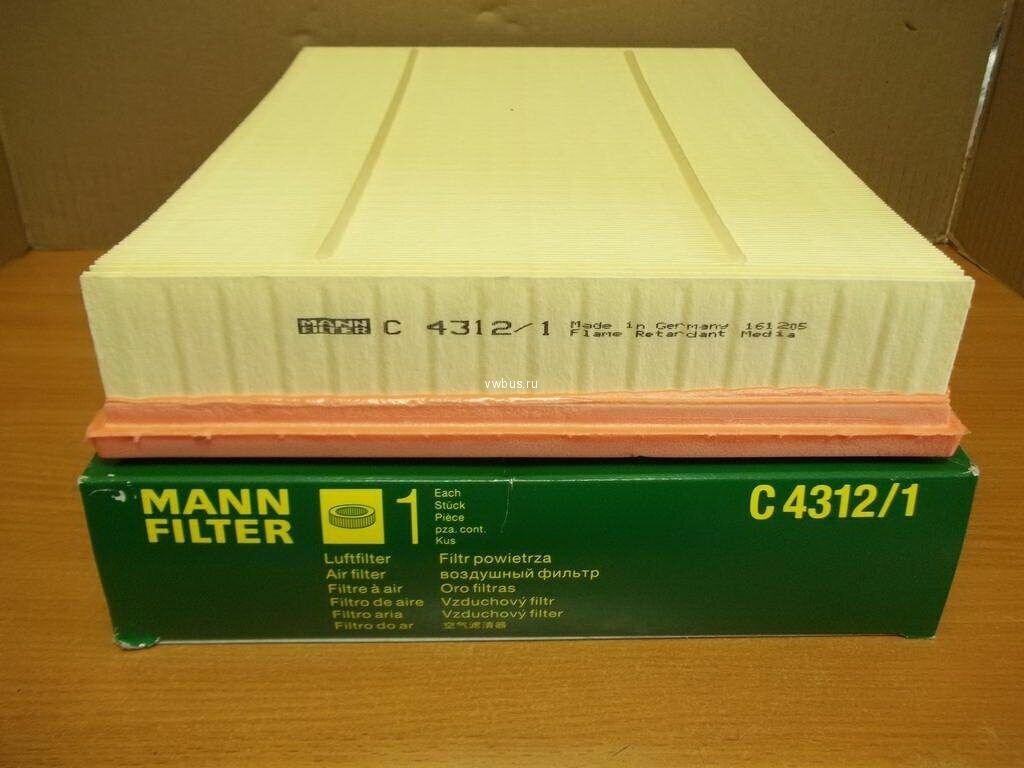 MANN
FILTER C 4312/1 Made in Germany 161205
Flame Retardant Media
vwbus.ru
MANN
FILTER
1
Each
Stück
Pièce
pza. cont.
Kus
C 4312/1
Luftfilter
Air filter
Filtre à air
Filtro de aire
Filtro aria
Filtro do ar
Filtr powietrza
воздушный фильтр
Oro filtras
Vzduchový filtr
Vzduchový filter
空气滤清器